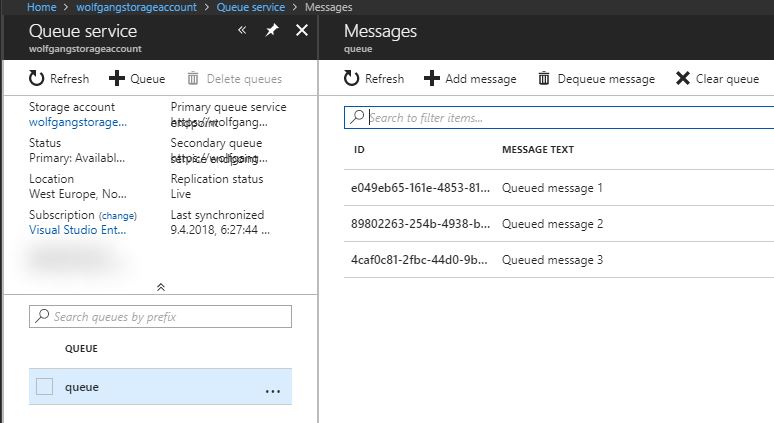 Home > wolfgangstorageaccount > Queue service > Messages
Queue service
wolfgangstorageaccount
Refresh Queue Delete queues
Storage account
wolfgangstorage...
Primary queue service endpoint
https://wolfgang...
Status
Primary: Availabl...
Secondary queue
service endpoint
https://wolfgang...
Location
West Europe, No...
Replication status
Live
Subscription (change)
Visual Studio Ent...
Last synchronized
9.4.2018, 6:27:44 ...
Search queues by prefix
QUEUE
queue ...
Messages
queue
Refresh Add message Dequeue message Clear queue
Search to filter items...
ID MESSAGE TEXT
e049eb65-161e-4853-81... Queued message 1
89802263-254b-4938-b... Queued message 2
4caf0c81-2fbc-44d0-9b... Queued message 3